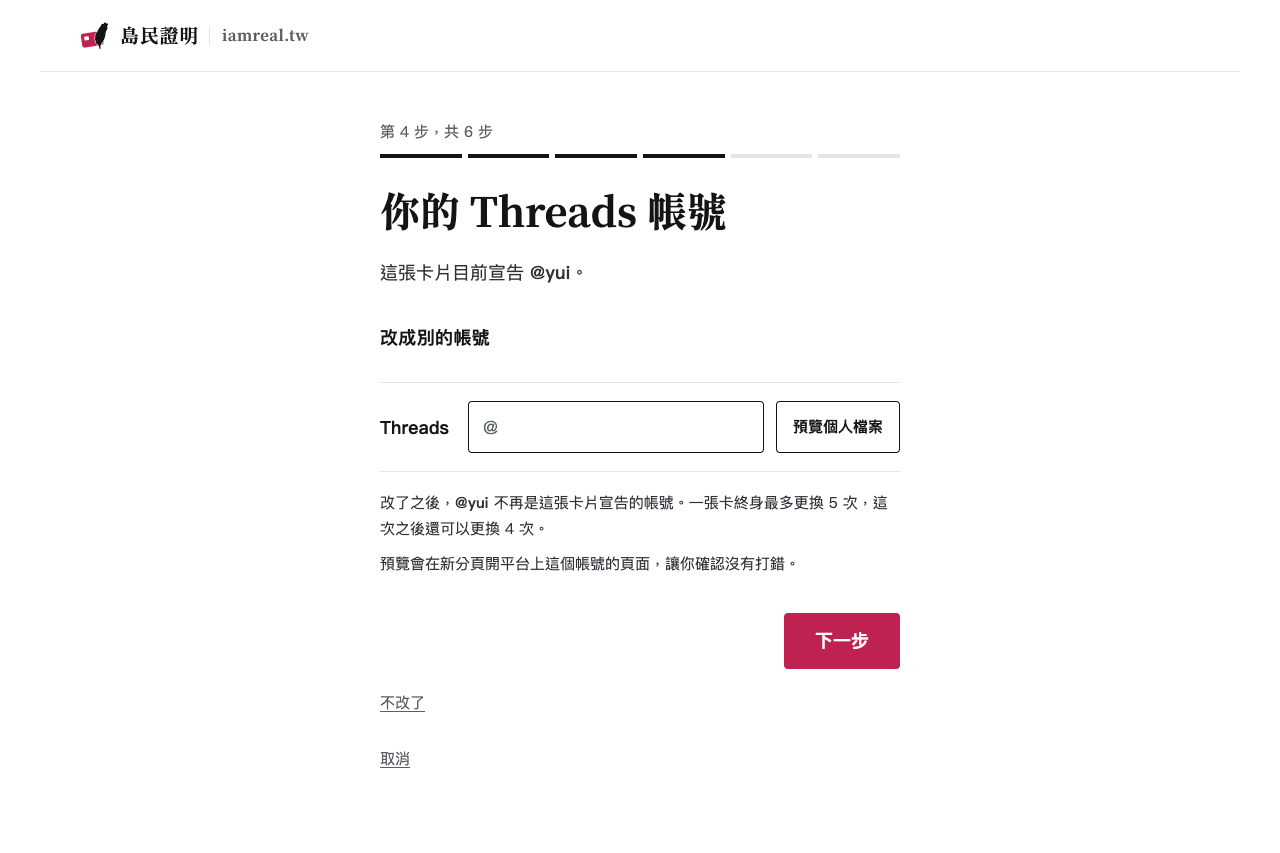 島民證明 iamreal.tw
第 4 步，共 6 步
你的 Threads 帳號
這張卡片目前宣告 @yui。
改成別的帳號
Threads @ 預覽個人檔案
改了之後，@yui 不再是這張卡片宣告的帳號。一張卡終身最多更換 5 次，這
次之後還可以更換 4 次。
預覽會在新分頁開平台上這個帳號的頁面，讓你確認沒有打錯。
下一步
不改了
取消